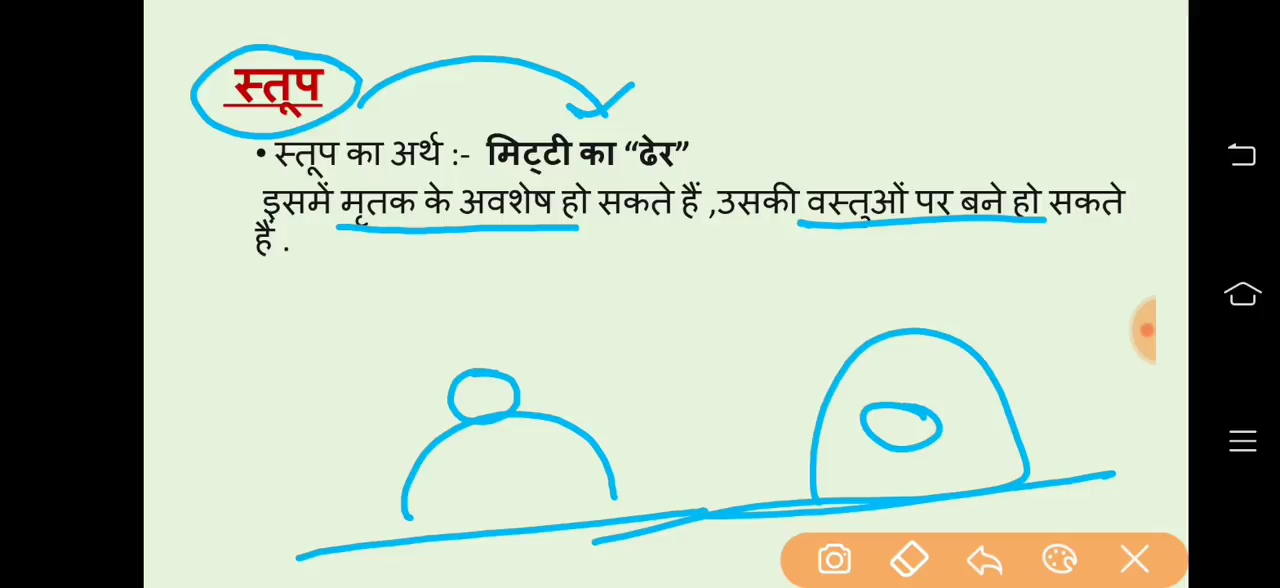 स्तूप
• स्तूप का अर्थ :- मिट्टी का “ढेर”
इसमें मृतक के अवशेष हो सकते हैं ,उसकी वस्तुओं पर बने हो सकते
हैं .